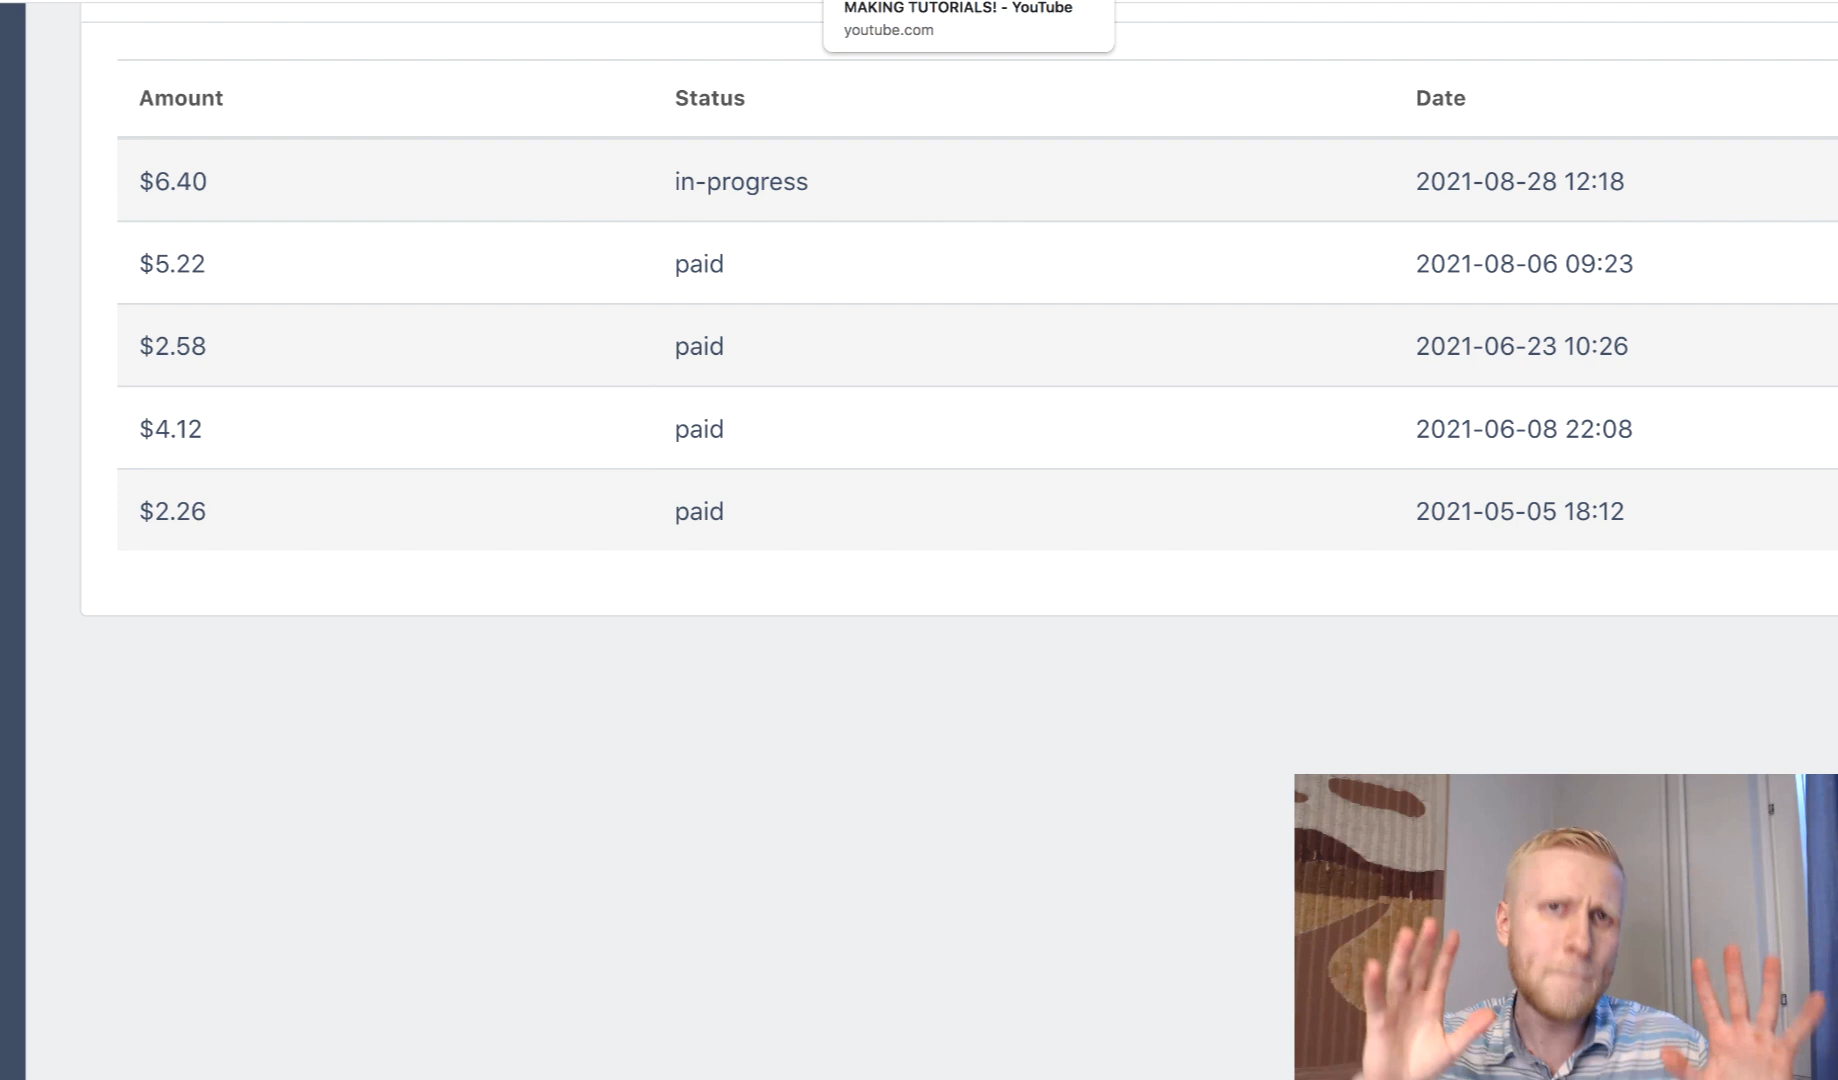 MAKING TUTORIALS! - YouTube
youtube.com
Amount Status Date
$6.40 in-progress 2021-08-28 12:18
$5.22 paid 2021-08-06 09:23
$2.58 paid 2021-06-23 10:26
$4.12 paid 2021-06-08 22:08
$2.26 paid 2021-05-05 18:12